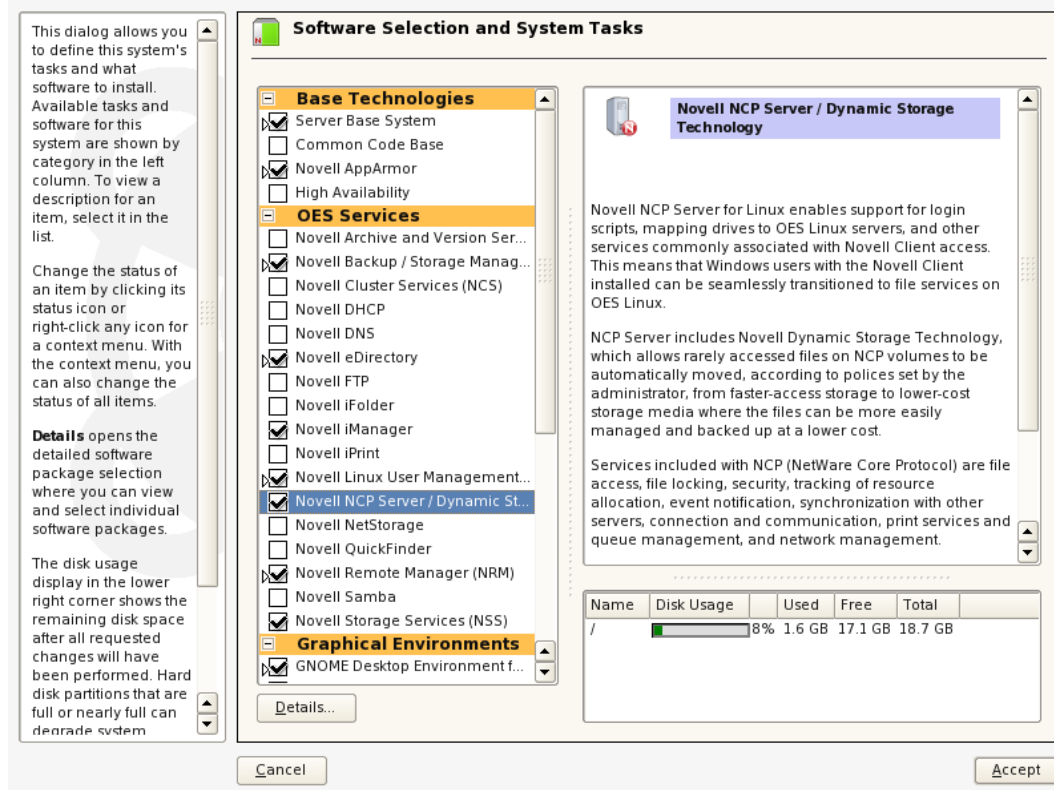 This dialog allows you
to define this system's
tasks and what
software to install.
Available tasks and
software for this
system are shown by
category in the left
column. To view a
description for an
item, select it in the
list.
Change the status of
an item by clicking its
status icon or
right-click any icon for
a context menu. With
the context menu, you
can also change the
status of all items.
Details opens the
detailed software
package selection
where you can view
and select individual
software packages.
The disk usage
display in the lower
right corner shows the
remaining disk space
after all requested
changes will have
been performed. Hard
disk partitions that are
full or nearly full can
degrade system
Software Selection and System Tasks
Base Technologies
Server Base System
Common Code Base
Novell AppArmor
High Availability
OES Services
Novell Archive and Version Ser...
Novell Backup / Storage Manag...
Novell Cluster Services (NCS)
Novell DHCP
Novell DNS
Novell eDirectory
Novell FTP
Novell iFolder
Novell iManager
Novell iPrint
Novell Linux User Management...
Novell NCP Server / Dynamic St...
Novell NetStorage
Novell QuickFinder
Novell Remote Manager (NRM)
Novell Samba
Novell Storage Services (NSS)
Graphical Environments
GNOME Desktop Environment f...
Details...
Novell NCP Server / Dynamic Storage
Technology
Novell NCP Server for Linux enables support for login
scripts, mapping drives to OES Linux servers, and other
services commonly associated with Novell Client access.
This means that Windows users with the Novell Client
installed can be seamlessly transitioned to file services on
OES Linux.
NCP Server includes Novell Dynamic Storage Technology,
which allows rarely accessed files on NCP volumes to be
automatically moved, according to polices set by the
administrator, from faster-access storage to lower-cost
storage media where the files can be more easily
managed and backed up at a lower cost.
Services included with NCP (NetWare Core Protocol) are file
access, file locking, security, tracking of resource
allocation, event notification, synchronization with other
servers, connection and communication, print services and
queue management, and network management.
Name Disk Usage Used Free Total
/ 8% 1.6 GB 17.1 GB 18.7 GB
Cancel
Accept